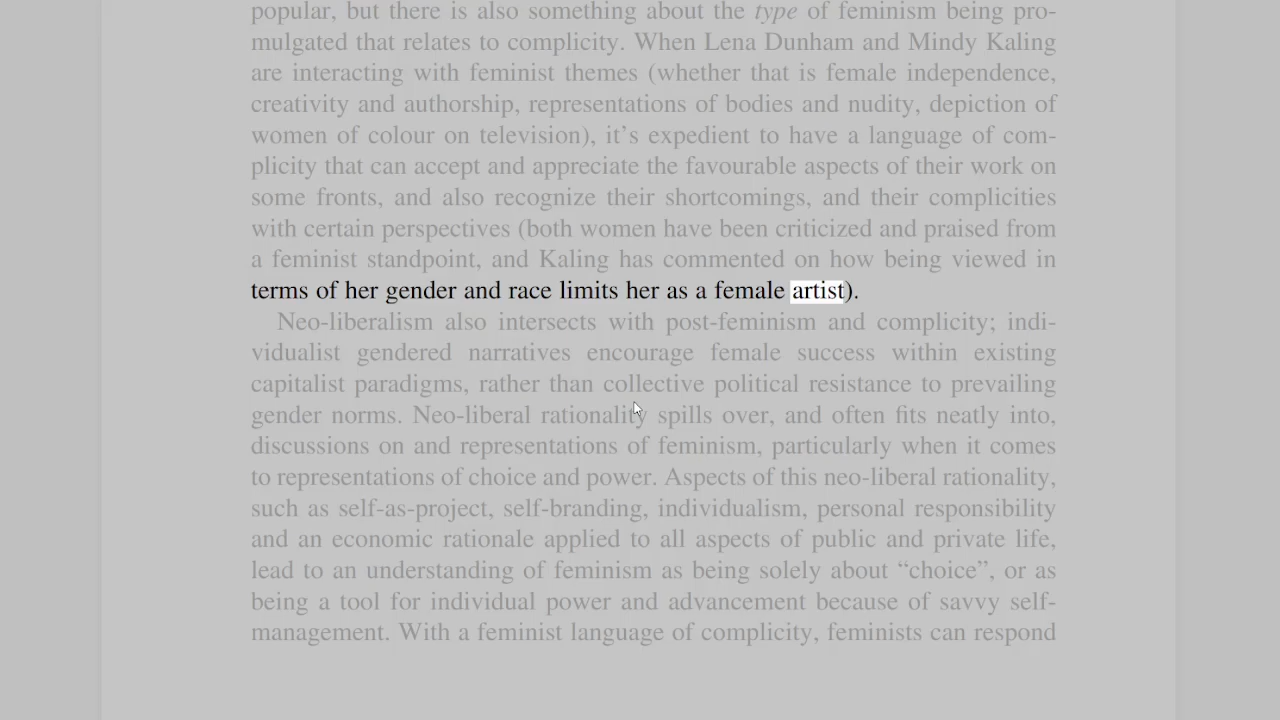 popular, but there is also something about the type of feminism being pro-
mulgated that relates to complicity. When Lena Dunham and Mindy Kaling
are interacting with feminist themes (whether that is female independence,
creativity and authorship, representations of bodies and nudity, depiction of
women of colour on television), it’s expedient to have a language of com-
plicity that can accept and appreciate the favourable aspects of their work on
some fronts, and also recognize their shortcomings, and their complicities
with certain perspectives (both women have been criticized and praised from
a feminist standpoint, and Kaling has commented on how being viewed in
terms of her gender and race limits her as a female artist).
Neo-liberalism also intersects with post-feminism and complicity; indi-
vidualist gendered narratives encourage female success within existing
capitalist paradigms, rather than collective political resistance to prevailing
gender norms. Neo-liberal rationality spills over, and often fits neatly into,
discussions on and representations of feminism, particularly when it comes
to representations of choice and power. Aspects of this neo-liberal rationality,
such as self-as-project, self-branding, individualism, personal responsibility
and an economic rationale applied to all aspects of public and private life,
lead to an understanding of feminism as being solely about “choice”, or as
being a tool for individual power and advancement because of savvy self-
management. With a feminist language of complicity, feminists can respond